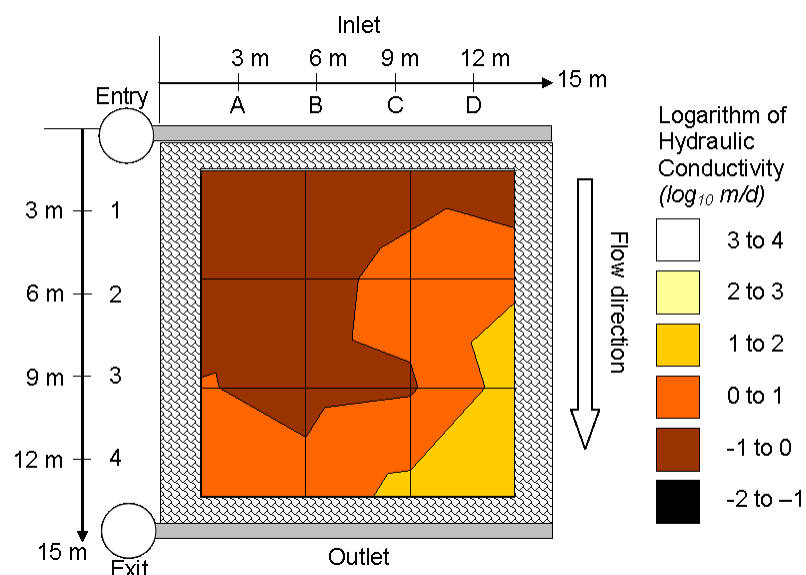 Inlet
3 m 6 m 9 m 12 m
15 m
A B C D
Entry
3 m 1
6 m 2
9 m 3
12 m 4
15 m
Exit
Outlet
Flow direction
Logarithm of
Hydraulic
Conductivity
(log10 m/d)
3 to 4
2 to 3
1 to 2
0 to 1
-1 to 0
-2 to –1